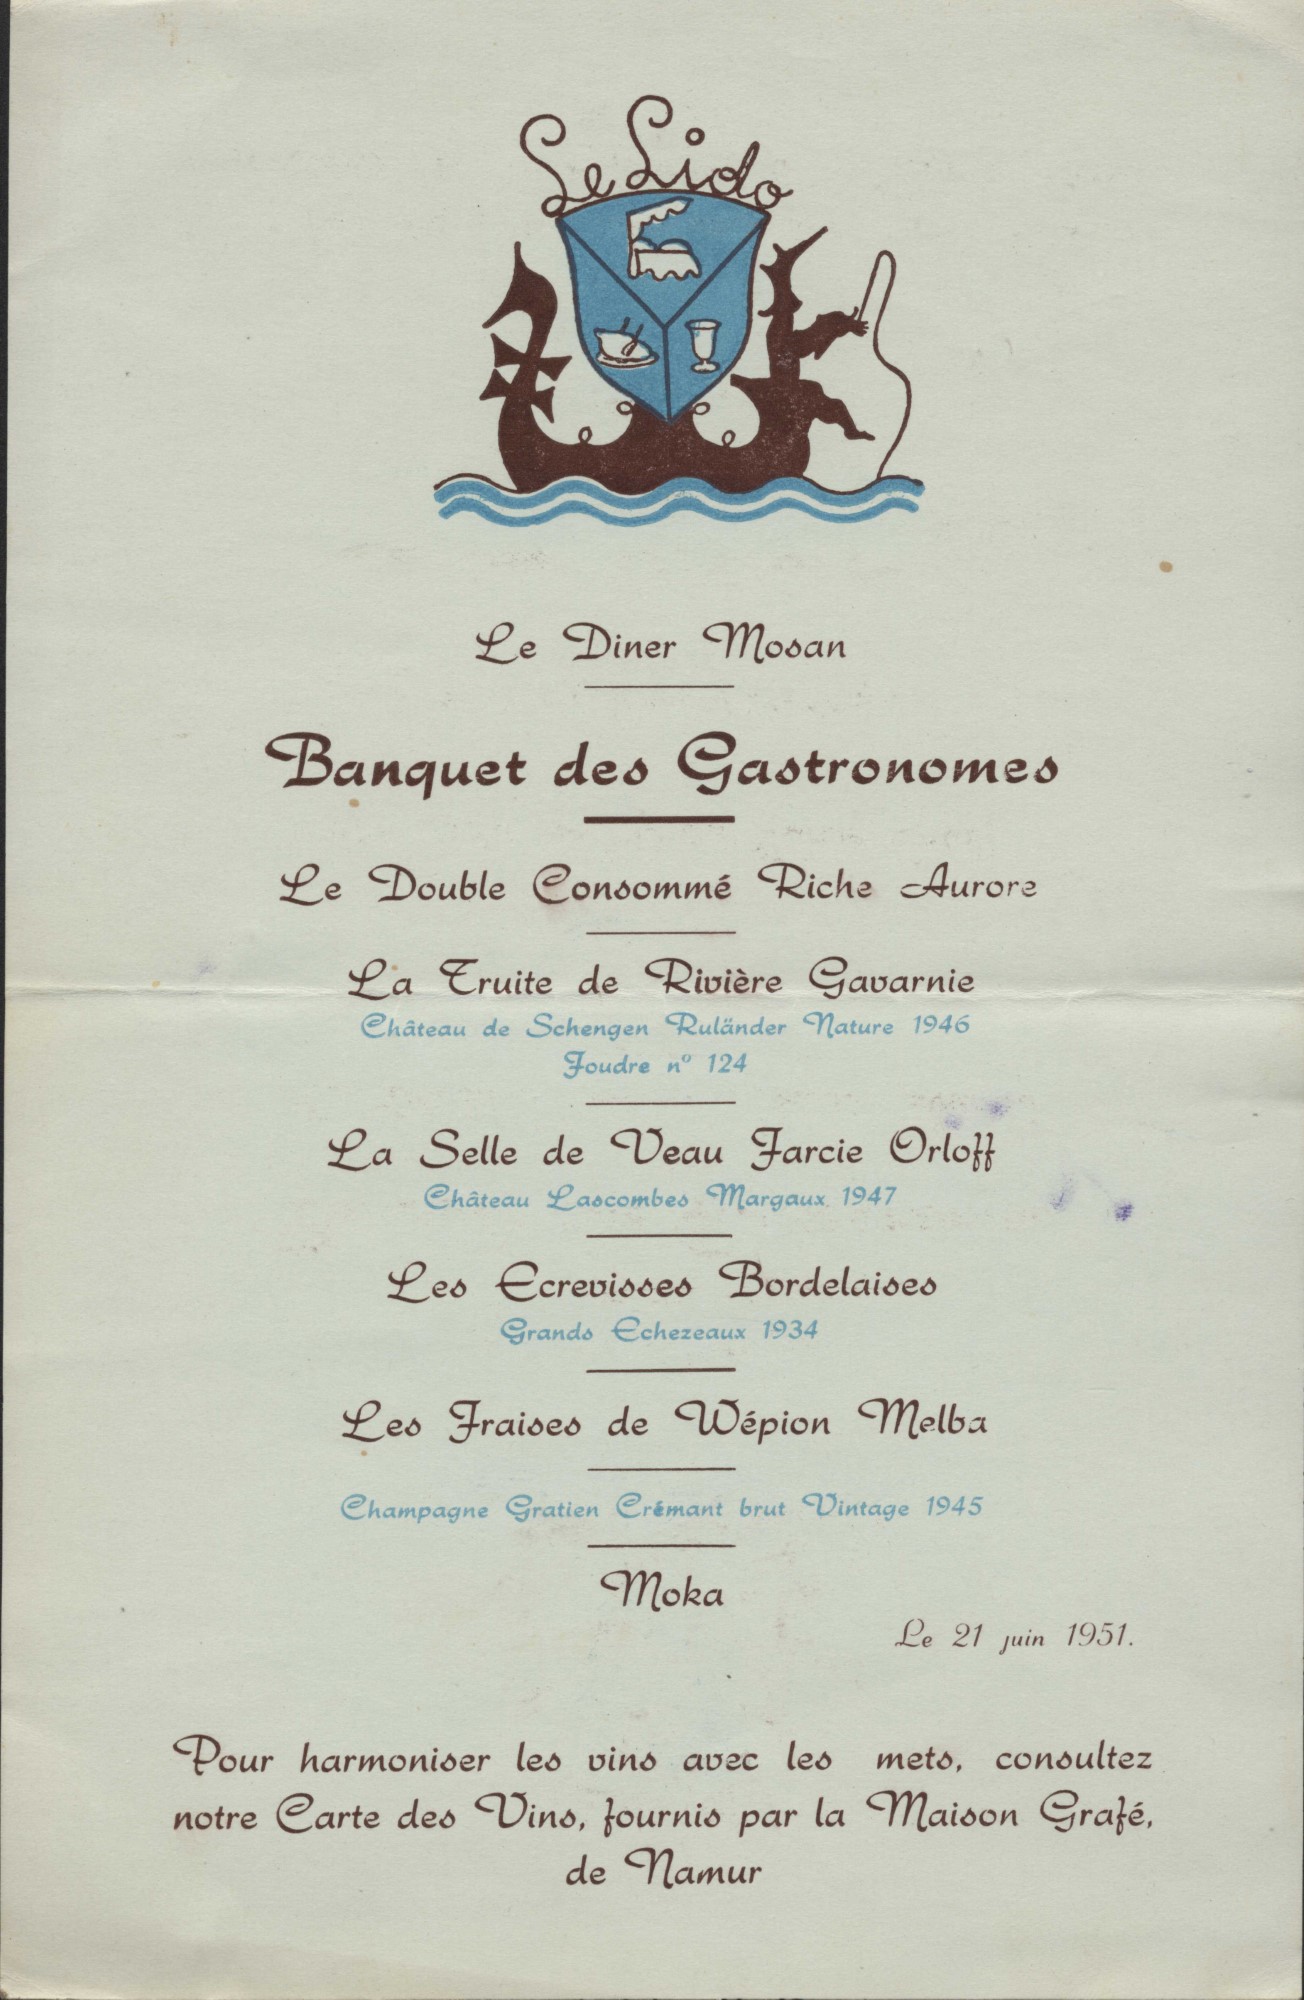 Le Lido
Le Diner Mosan
Banquet des Gastronomes
Le Double Consommé Riche Aurore
La Truite de Rivière Gavarnie
Château de Schengen Ruländer Nature 1946
Foudre nº 124
La Selle de Veau Farcie Orloff
Château Lascombes Margaux 1947
Les Ecrevisses Bordelaises
Grands Echezeaux 1934
Les Fraises de Wépion Melba
Champagne Gratien Crémant brut Vintage 1945
Moka
Le 21 juin 1951.
Pour harmoniser les vins avec les mets, consultez
notre Carte des Vins, fournis par la Maison Grafé,
de Namur